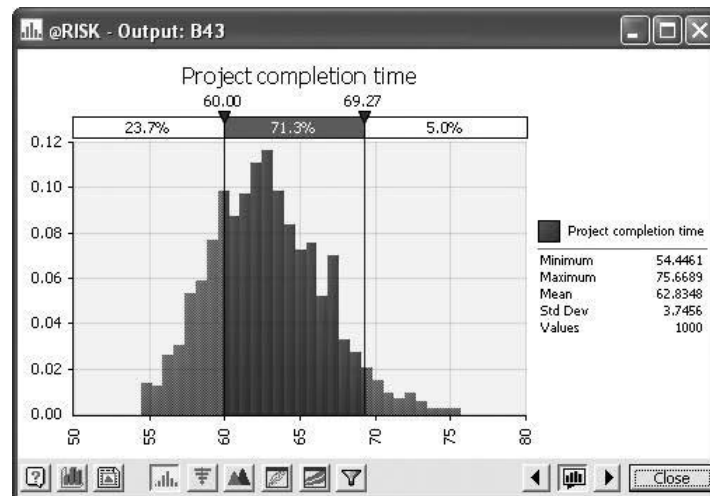 @RISK - Output: B43
Project completion time
60.00 69.27
23.7% 71.3% 5.0%
0.12
0.10
0.08
0.06
0.04
0.02
0.00
50 55 60 65 70 75 80
Project completion time
Minimum 54.4461
Maximum 75.6689
Mean 62.8348
Std Dev 3.7456
Values 1000
Close